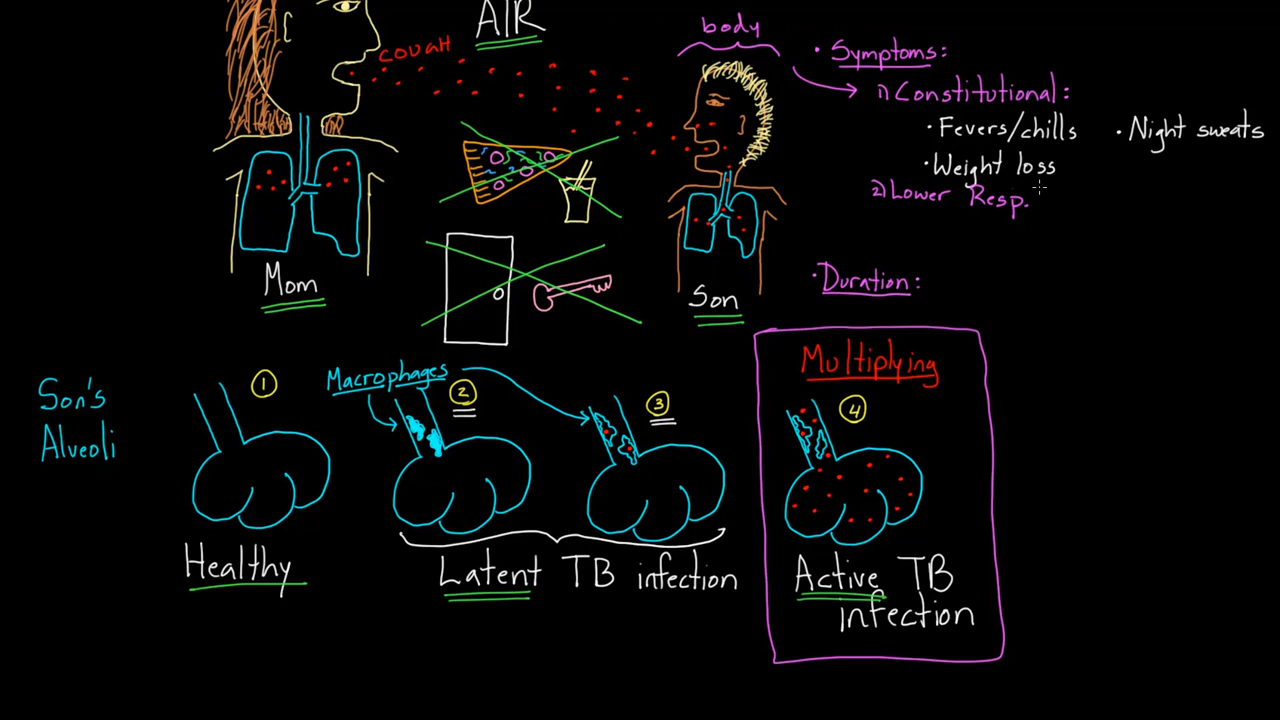 AIR
COUGH
body
• Symptoms:
1) Constitutional:
• Fevers/chills • Night sweats
• Weight loss
2) Lower Resp.
Mom
Son
• Duration:
Son's
Alveoli
1
Macrophages
2
3
Multiplying
4
Healthy
Latent TB infection
Active TB
infection